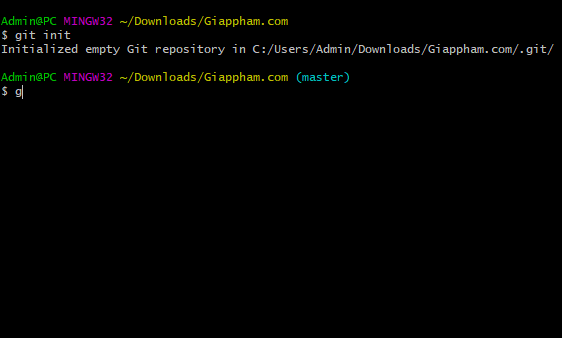 Admin@PC MINGW32 ~/Downloads/Giappham.com
$ git init
Initialized empty Git repository in C:/Users/Admin/Downloads/Giappham.com/.git/
Admin@PC MINGW32 ~/Downloads/Giappham.com (master)
$ g